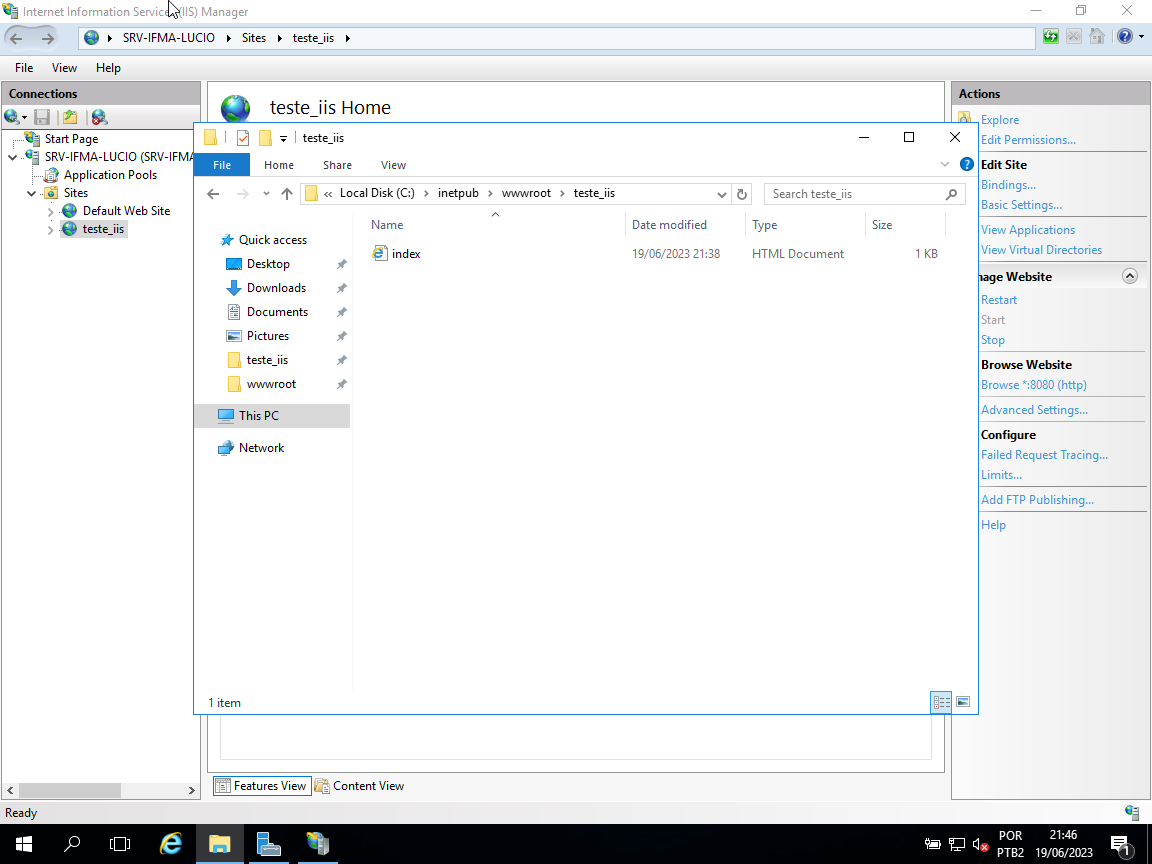 Internet Information Services (IIS) Manager
SRV-IFMA-LUCIO Sites teste_iis
File View Help
Connections
Start Page
SRV-IFMA-LUCIO (SRV-IFMA
Application Pools
Sites
Default Web Site
teste_iis
teste_iis Home
teste_iis
File Home Share View
« Local Disk (C:) inetpub wwwroot teste_iis
Search teste_iis
Name Date modified Type Size
index 19/06/2023 21:38 HTML Document 1 KB
Quick access
Desktop
Downloads
Documents
Pictures
teste_iis
wwwroot
This PC
Network
1 item
Features View Content View
Actions
Explore
Edit Permissions...
Edit Site
Bindings...
Basic Settings...
View Applications
View Virtual Directories
nage Website
Restart
Start
Stop
Browse Website
Browse *:8080 (http)
Advanced Settings...
Configure
Failed Request Tracing...
Limits...
Add FTP Publishing...
Help
Ready
POR 21:46
PTB2 19/06/2023
1